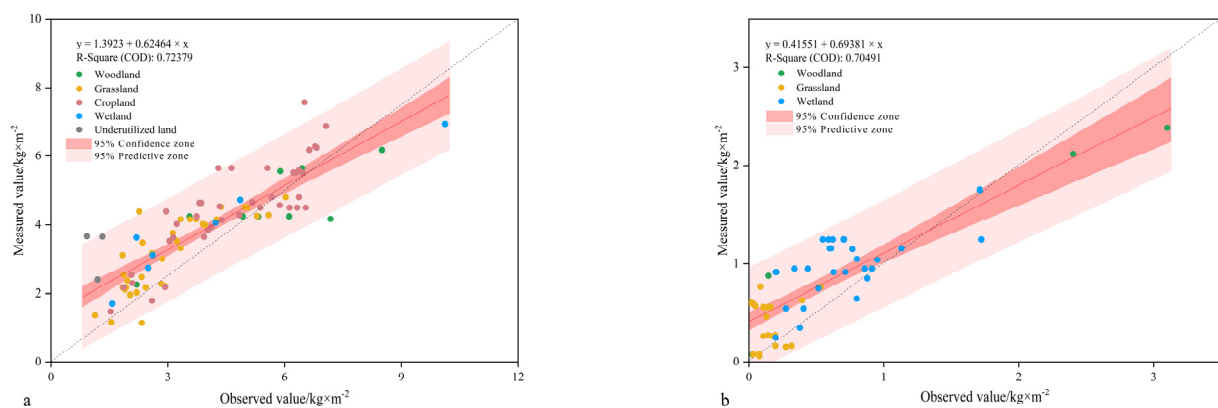 y = 1.3923 + 0.62464 × x
R-Square (COD): 0.72379
Woodland
Grassland
Cropland
Wetland
Underutilized land
95% Confidence zone
95% Predictive zone
Measured value/kg×m-2
10
8
6
4
2
0
0 3 6 9 12
Observed value/kg×m-2
a
y = 0.41551 + 0.69381 × x
R-Square (COD): 0.70491
Woodland
Grassland
Wetland
95% Confidence zone
95% Predictive zone
Measured value/kg×m-2
3
2
1
0
0 1 2 3
Observed value/kg×m-2
b